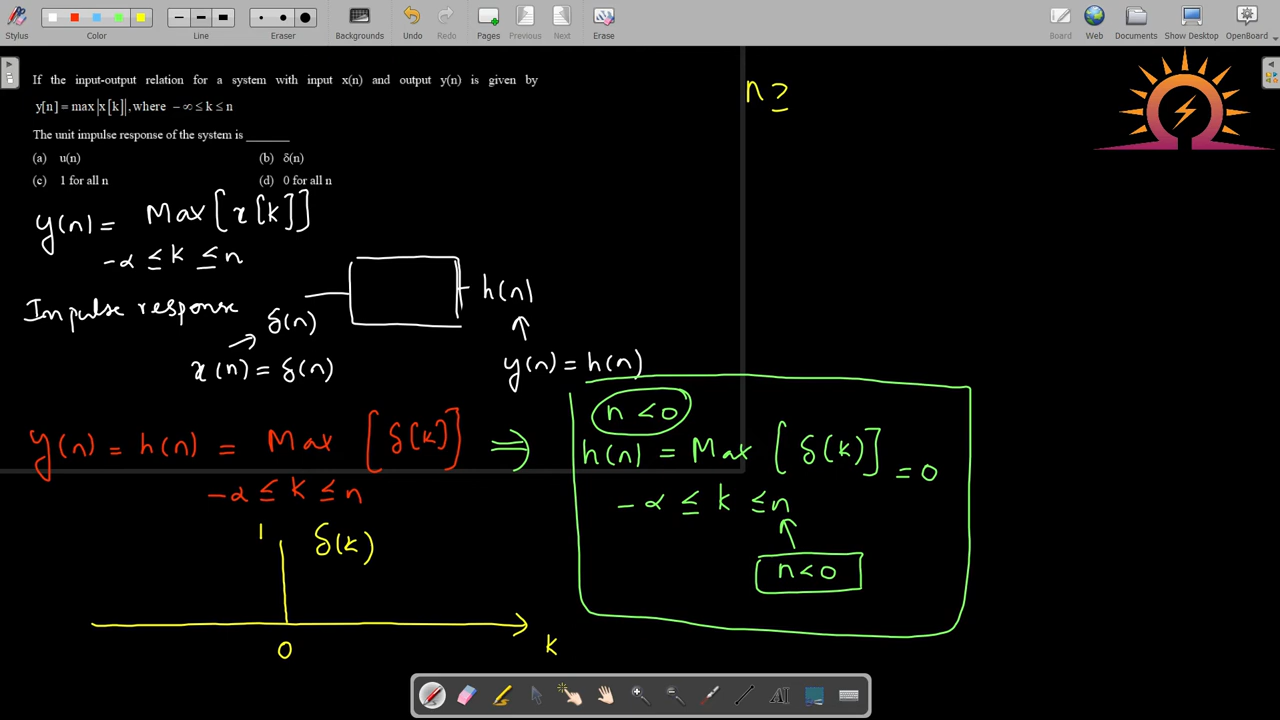 Stylus
Color
Line
Eraser
Backgrounds
Undo
Redo
Pages
Previous
Next
Erase
Board
Web
Documents
Show Desktop
OpenBoard
If the input-output relation for a system with input x(n) and output y(n) is given by
y[n] = max |x[k]|, where − ∞ ≤ k ≤ n
The unit impulse response of the system is ______
(a) u(n) (b) δ(n)
(c) 1 for all n (d) 0 for all n
n ≥
y(n) = Max [x[k]]
-α ≤ k ≤ n
Impulse response
δ(n)
h(n)
x(n) = δ(n)
y(n) = h(n)
y(n) = h(n) = Max [δ(k)] ⇒
-α ≤ k ≤ n
n < 0
h(n) = Max [δ(k)] = 0
-α ≤ k ≤ n
n < 0
1 δ(k)
0 k